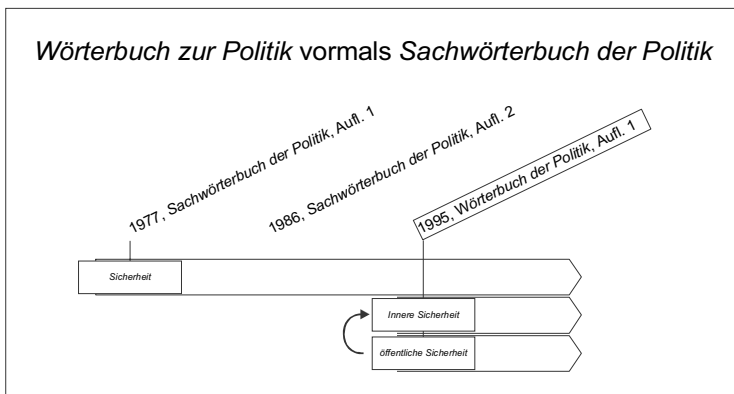 Wörterbuch zur Politik vormals Sachwörterbuch der Politik
1977, Sachwörterbuch der Politik, Aufl. 1
1986, Sachwörterbuch der Politik, Aufl. 2
1995, Wörterbuch der Politik, Aufl. 1
Sicherheit
Innere Sicherheit
öffentliche Sicherheit